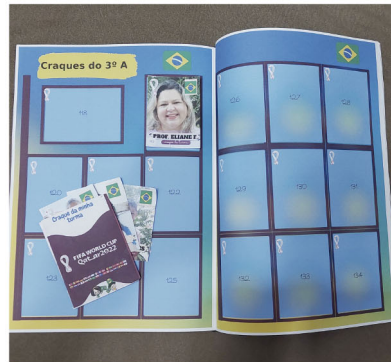 Craques do 3º A
PROF. ELIANE F.
122
123
125
Craque da minha
turma
FIFA WORLD CUP
Qatar2022
126
127
128
129
130
131
132
133
134